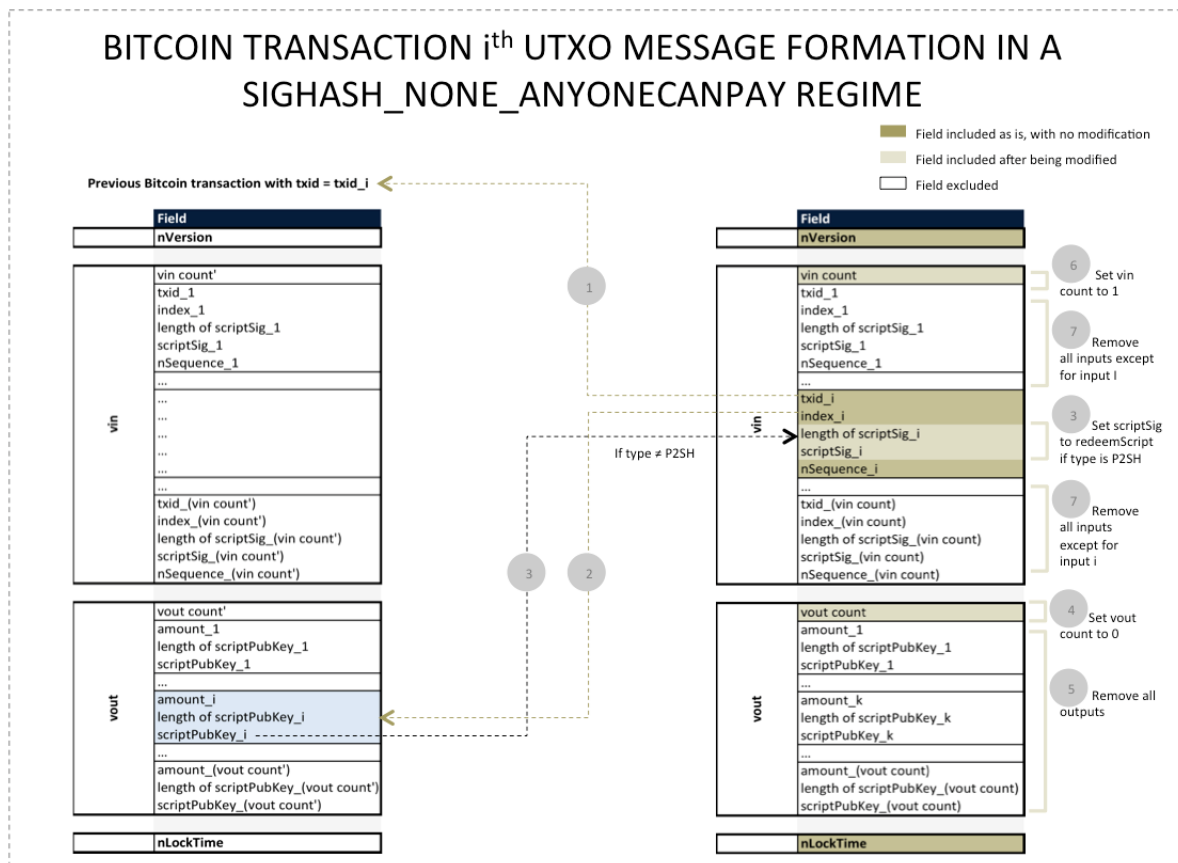 BITCOIN TRANSACTION ith UTXO MESSAGE FORMATION IN A
SIGHASH_NONE_ANYONECANPAY REGIME
Field included as is, with no modification
Field included after being modified
Field excluded
Previous Bitcoin transaction with txid = txid_i
Field
nVersion
vin
vin count'
txid_1
index_1
length of scriptSig_1
scriptSig_1
nSequence_1
...
...
...
...
...
...
...
txid_(vin count')
index_(vin count')
length of scriptSig_(vin count')
scriptSig_(vin count')
nSequence_(vin count')
vout
vout count'
amount_1
length of scriptPubKey_1
scriptPubKey_1
...
amount_i
length of scriptPubKey_i
scriptPubKey_i
...
amount_(vout count')
length of scriptPubKey_(vout count')
scriptPubKey_(vout count')
nLockTime
1
2
3
If type ≠ P2SH
Field
nVersion
vin
vin count
txid_1
index_1
length of scriptSig_1
scriptSig_1
nSequence_1
...
txid_i
index_i
length of scriptSig_i
scriptSig_i
nSequence_i
...
txid_(vin count)
index_(vin count)
length of scriptSig_(vin count)
scriptSig_(vin count)
nSequence_(vin count)
vout
vout count
amount_1
length of scriptPubKey_1
scriptPubKey_1
...
amount_k
length of scriptPubKey_k
scriptPubKey_k
...
amount_(vout count)
length of scriptPubKey_(vout count)
scriptPubKey_(vout count)
nLockTime
6 Set vin
count to 1
7 Remove
all inputs except
for input I
3 Set scriptSig
to redeemScript
if type is P2SH
7 Remove
all inputs
except for
input i
4 Set vout
count to 0
5 Remove all
outputs